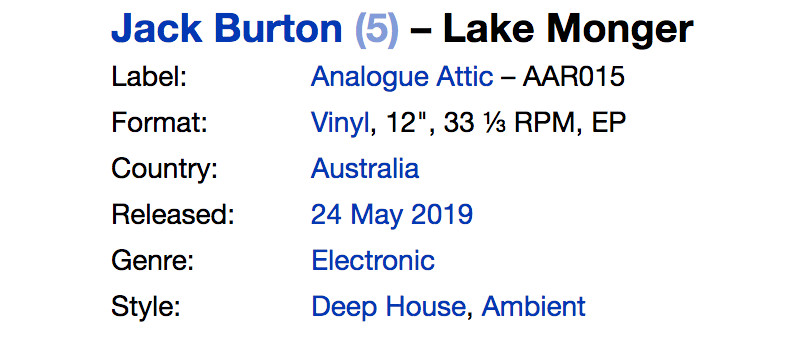 Jack Burton (5) – Lake Monger
Label: Analogue Attic – AAR015
Format: Vinyl, 12", 33 ⅓ RPM, EP
Country: Australia
Released: 24 May 2019
Genre: Electronic
Style: Deep House, Ambient